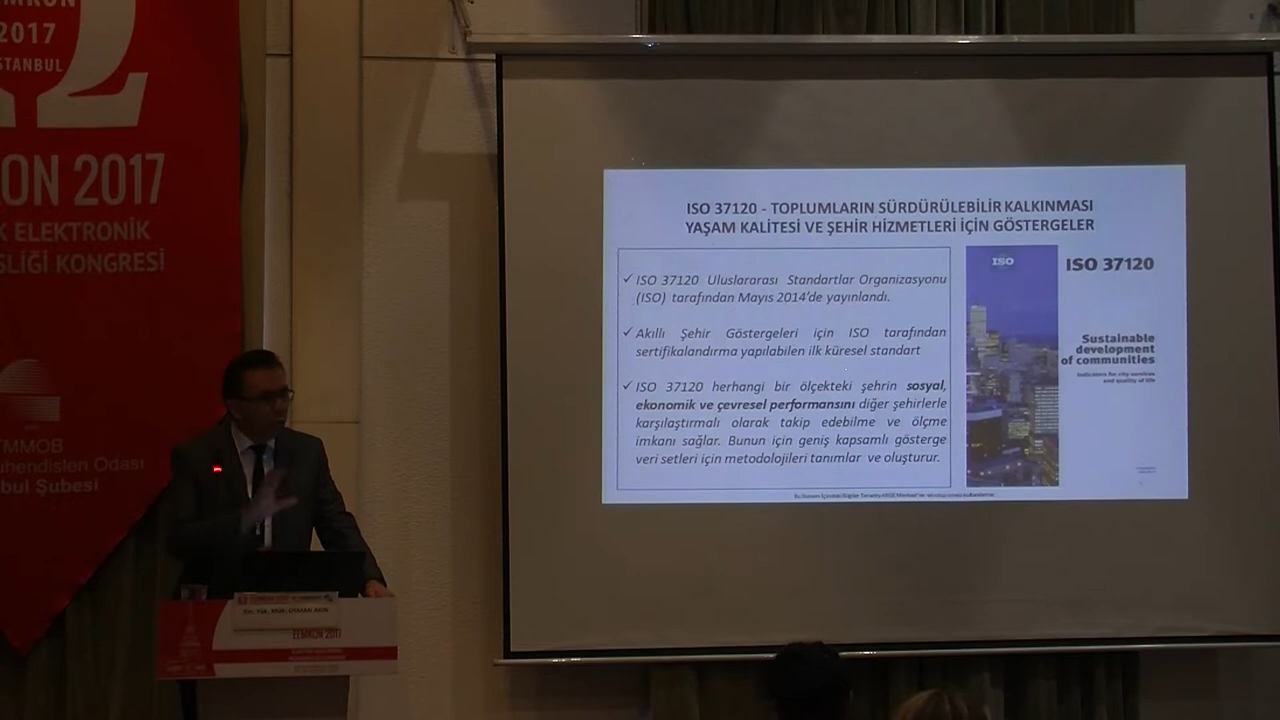 EMKON
2017
STANBUL
ON 2017
K ELEKTRONİK
SLİĞİ KONGRESİ
TMMOB
uhendisleri Odası
bul Şubesi
ISO 37120 - TOPLUMLARIN SÜRDÜRÜLEBİLİR KALKINMASI
YAŞAM KALİTESİ VE ŞEHİR HİZMETLERİ İÇİN GÖSTERGELER
✓ ISO 37120 Uluslararası Standartlar Organizasyonu
(ISO) tarafından Mayıs 2014'de yayınlandı.
✓ Akıllı Şehir Göstergeleri için ISO tarafından
sertifikalandırma yapılabilen ilk küresel standart
✓ ISO 37120 herhangi bir ölçekteki şehrin sosyal,
ekonomik ve çevresel performansını diğer şehirlerle
karşılaştırmalı olarak takip edebilme ve ölçme
imkanı sağlar. Bunun için geniş kapsamlı gösterge
veri setleri için metodolojileri tanımlar ve oluşturur.
ISO
ISO 37120
Sustainable
development
of communities
Indicators for city services
and quality of life
EEMKON 2017